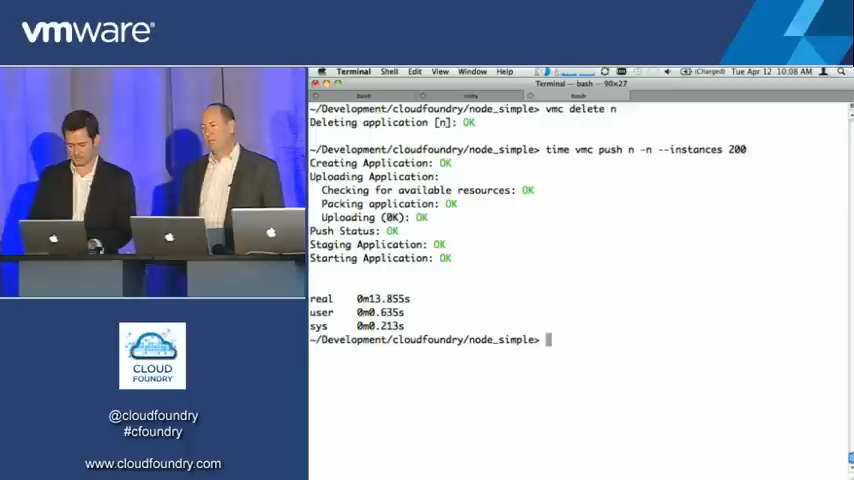 vmware®
Terminal Shell Edit View Window Help (Charged) Tue Apr 12 10:08 AM
Terminal — bash — 90x27
bash ruby bash
~/Development/cloudfoundry/node_simple> vmc delete n
Deleting application [n]: OK
~/Development/cloudfoundry/node_simple> time vmc push n -n --instances 200
Creating Application: OK
Uploading Application:
Checking for available resources: OK
Packing application: OK
Uploading (0K): OK
Push Status: OK
Staging Application: OK
Starting Application: OK
real 0m13.855s
user 0m0.635s
sys 0m0.213s
~/Development/cloudfoundry/node_simple>
CLOUD
FOUNDRY
@cloudfoundry
#cfoundry
www.cloudfoundry.com